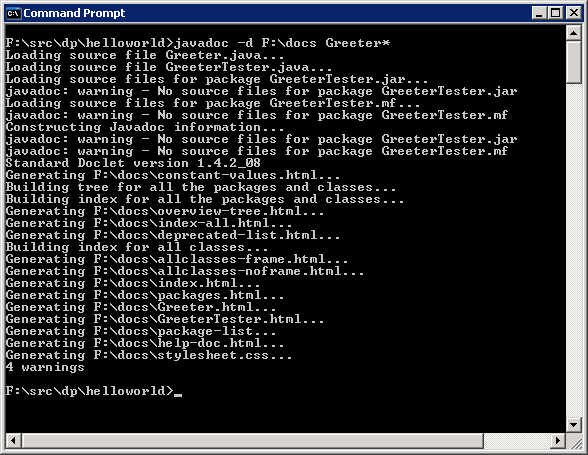 Command Prompt
F:\src\dp\helloworld>javadoc -d F:\docs Greeter*
Loading source file Greeter.java...
Loading source file GreeterTester.java...
Loading source files for package GreeterTester.jar...
javadoc: warning - No source files for package GreeterTester.jar
Loading source files for package GreeterTester.mf...
javadoc: warning - No source files for package GreeterTester.mf
Constructing Javadoc information...
javadoc: warning - No source files for package GreeterTester.jar
javadoc: warning - No source files for package GreeterTester.mf
Standard Doclet version 1.4.2_08
Generating F:\docs\constant-values.html...
Building tree for all the packages and classes...
Building index for all the packages and classes...
Generating F:\docs\overview-tree.html...
Generating F:\docs\index-all.html...
Generating F:\docs\deprecated-list.html...
Building index for all classes...
Generating F:\docs\allclasses-frame.html...
Generating F:\docs\allclasses-noframe.html...
Generating F:\docs\index.html...
Generating F:\docs\packages.html...
Generating F:\docs\Greeter.html...
Generating F:\docs\GreeterTester.html...
Generating F:\docs\package-list...
Generating F:\docs\help-doc.html...
Generating F:\docs\stylesheet.css...
4 warnings
F:\src\dp\helloworld>_